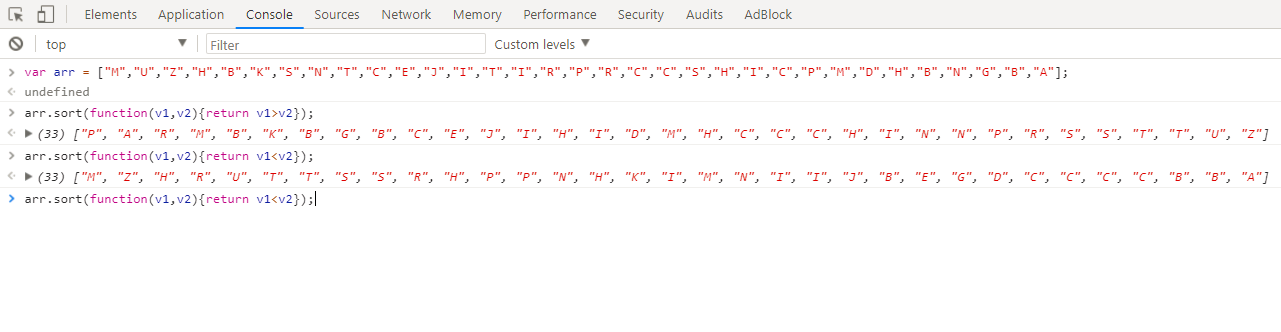 Elements Application Console Sources Network Memory Performance Security Audits AdBlock
top ▼ Filter Custom levels ▼
> var arr = ["M","U","Z","H","B","K","S","N","T","C","E","J","I","T","I","R","P","R","C","C","S","H","I","C","P","M","D","H","B","N","G","B","A"];
undefined
> arr.sort(function(v1,v2){return v1>v2});
▶ (33) ["P", "A", "R", "M", "B", "K", "B", "G", "B", "C", "E", "J", "I", "H", "I", "D", "M", "H", "C", "C", "C", "H", "I", "N", "N", "P", "R", "S", "S", "T", "T", "U", "Z"]
> arr.sort(function(v1,v2){return v1<v2});
▶ (33) ["M", "Z", "H", "R", "U", "T", "T", "S", "S", "R", "H", "P", "P", "N", "H", "K", "I", "M", "N", "I", "I", "J", "B", "E", "G", "D", "C", "C", "C", "C", "B", "B", "A"]
> arr.sort(function(v1,v2){return v1<v2});